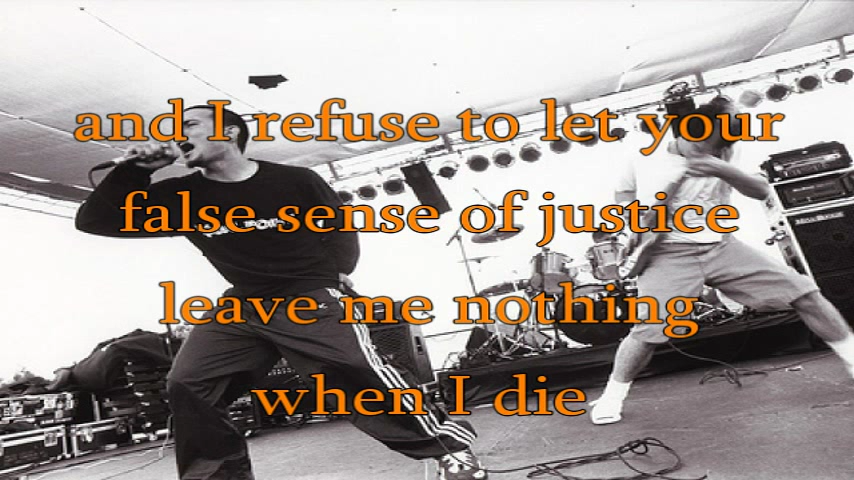 and I refuse to let your
false sense of justice
leave me nothing
when I die